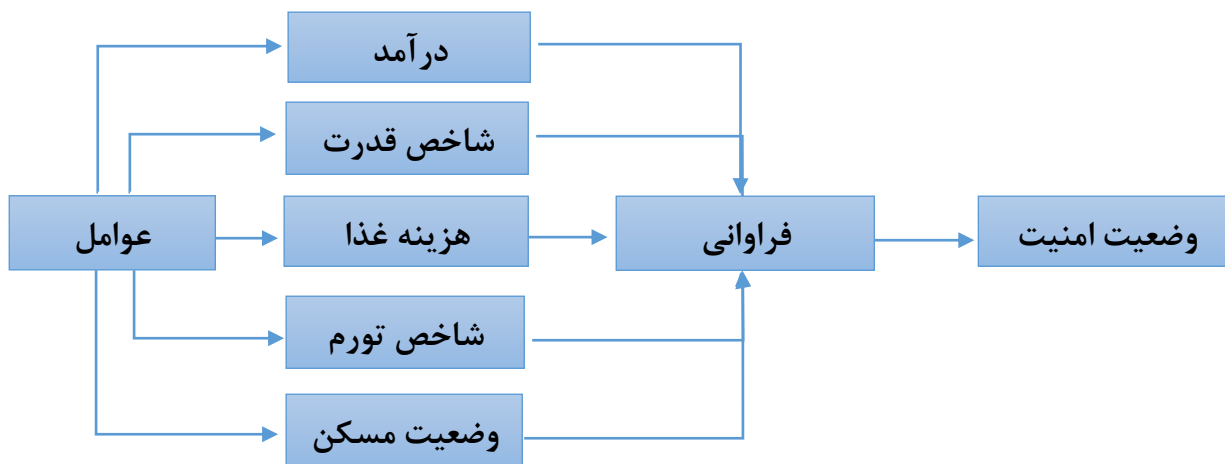 درآمد
شاخص قدرت
عوامل
هزینه غذا
فراوانی
وضعیت امنیت
شاخص تورم
وضعیت مسکن